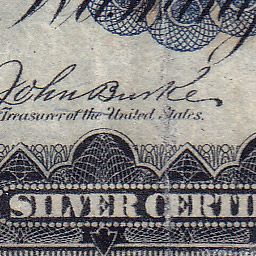 John Burke
Treasurer of the United States.
SILVER CERTI